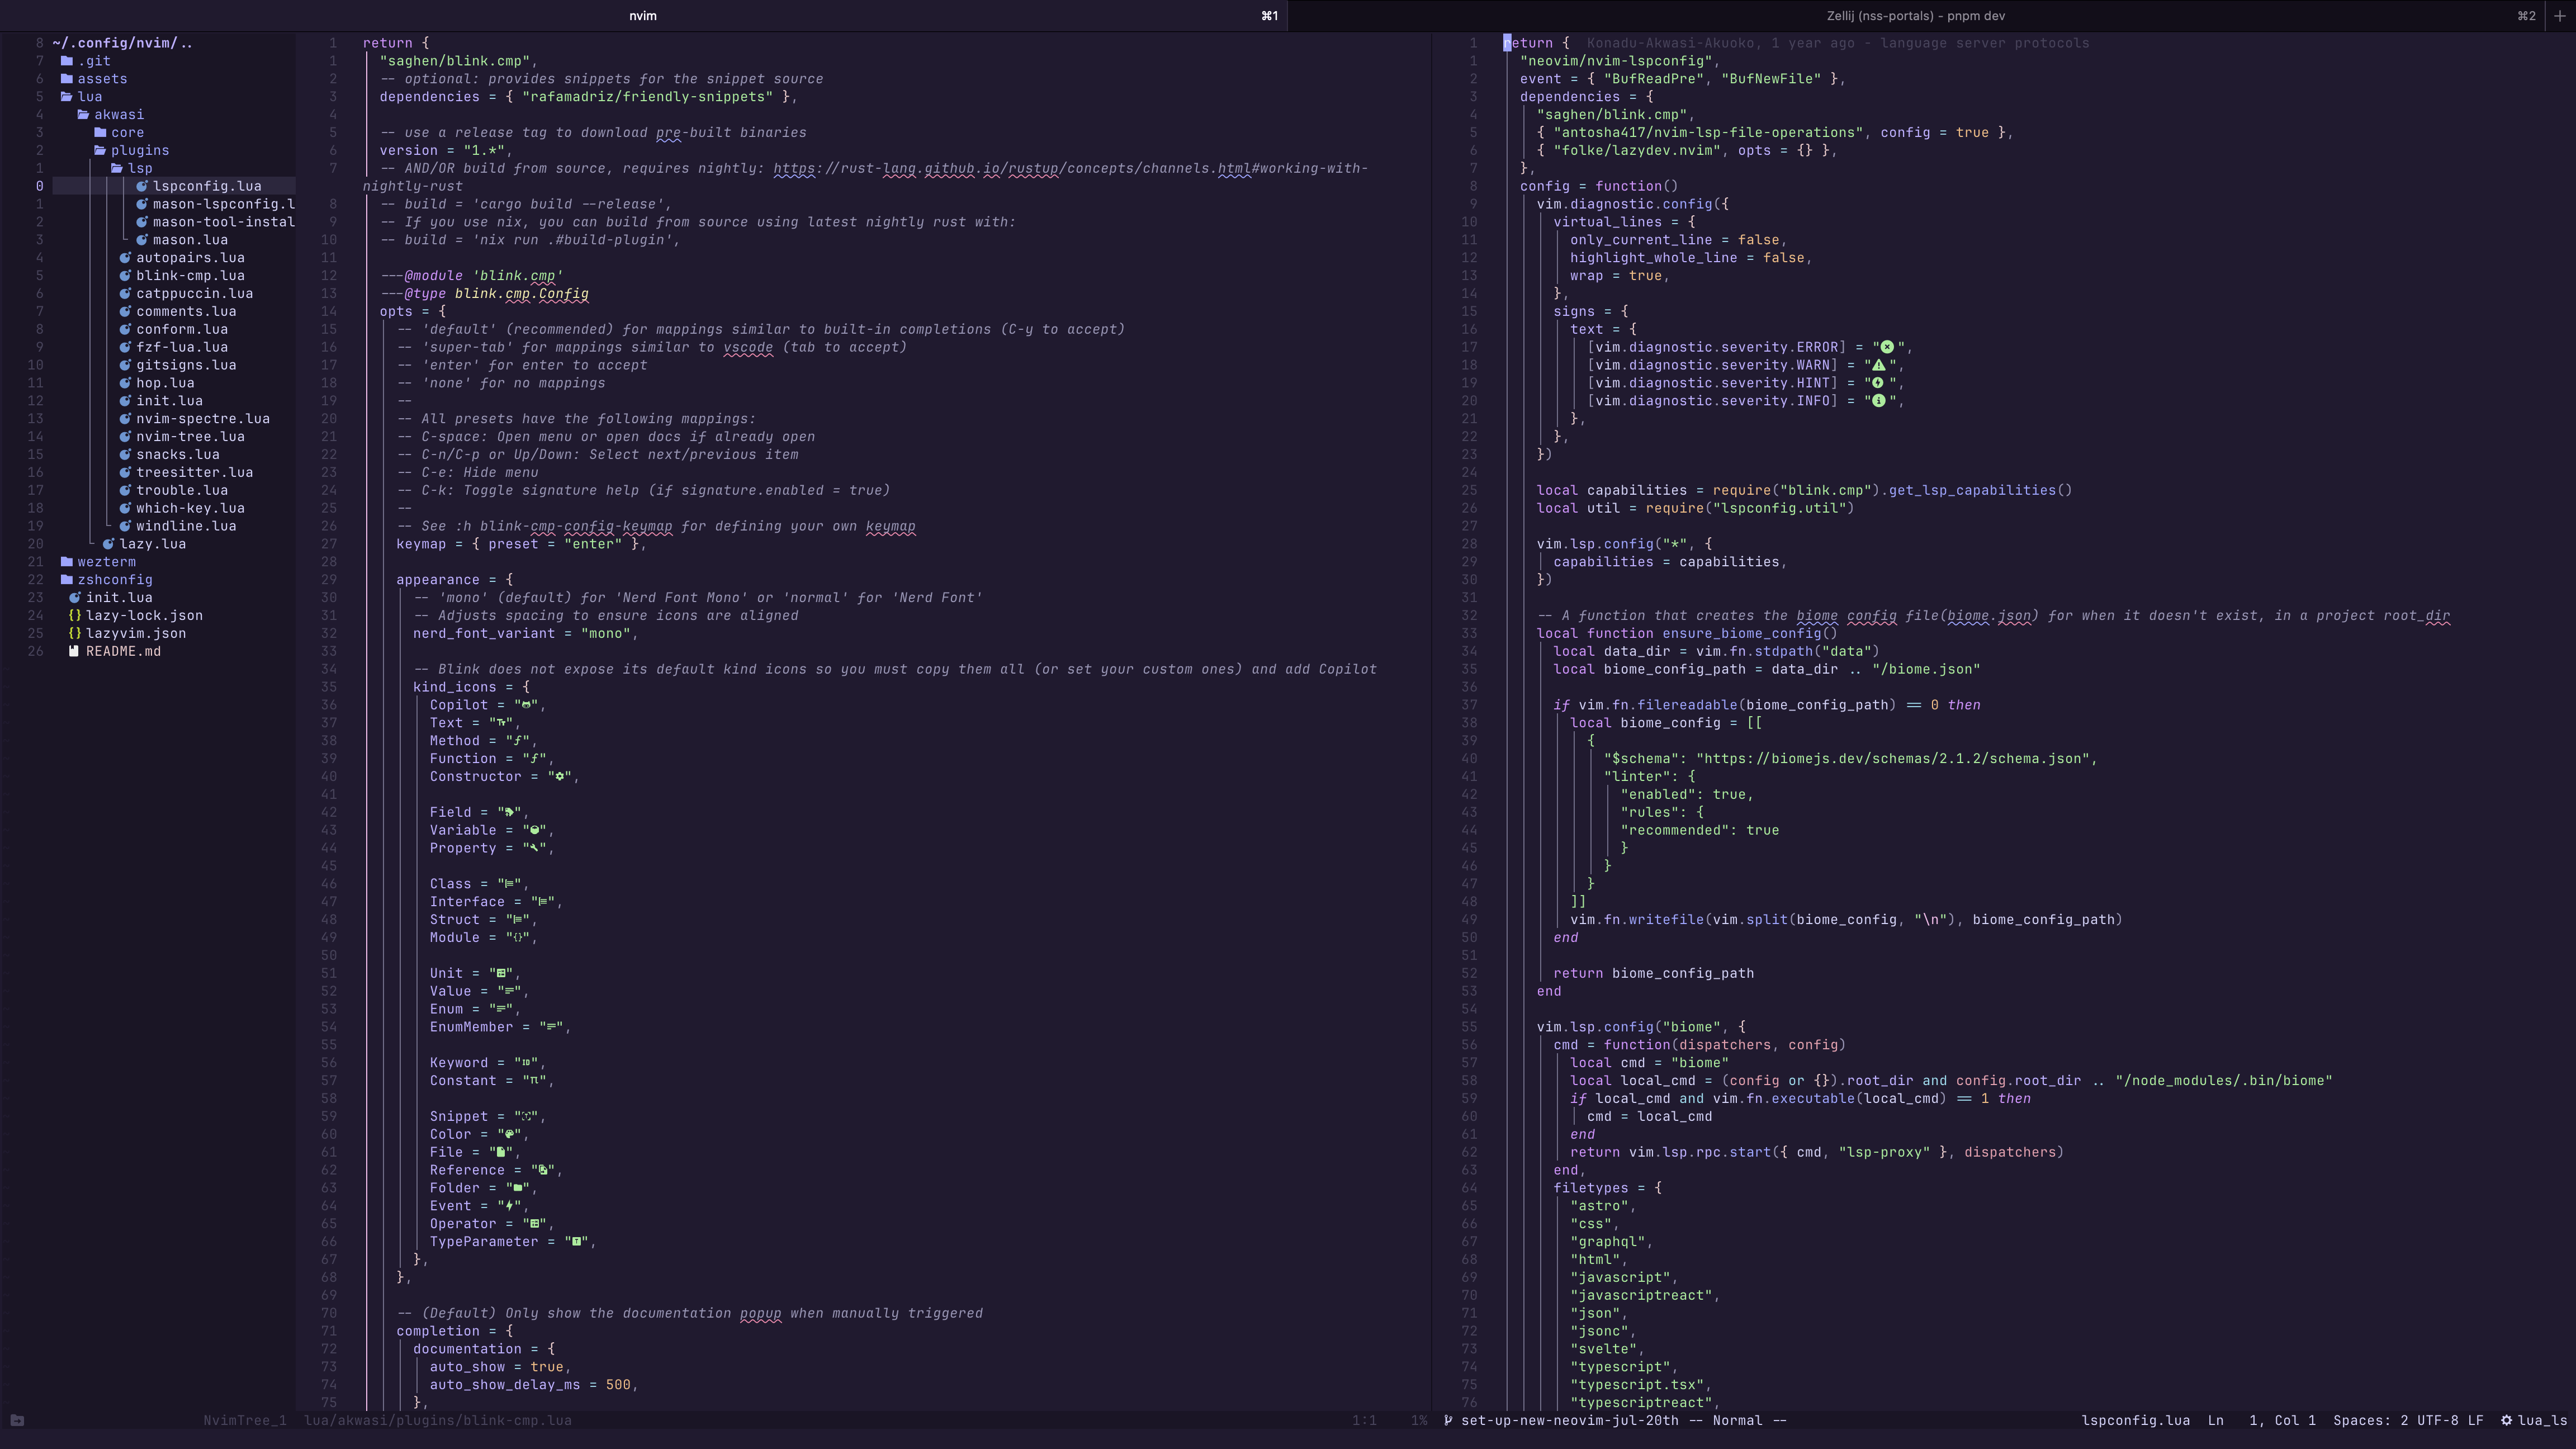 nvim ⌘1
Zellij (nss-portals) - pnpm dev ⌘2 +
8 ~/.config/nvim/..
7 .git
6 assets
5 lua
4 akwasi
3 core
2 plugins
1 lsp
0 lspconfig.lua
1 mason-lspconfig.l
2 mason-tool-instal
3 mason.lua
4 autopairs.lua
5 blink-cmp.lua
6 catppuccin.lua
7 comments.lua
8 conform.lua
9 fzf-lua.lua
10 gitsigns.lua
11 hop.lua
12 init.lua
13 nvim-spectre.lua
14 nvim-tree.lua
15 snacks.lua
16 treesitter.lua
17 trouble.lua
18 which-key.lua
19 windline.lua
20 lazy.lua
21 wezterm
22 zshconfig
23 init.lua
24 {} lazy-lock.json
25 {} lazyvim.json
26 README.md
1 return {
1 "saghen/blink.cmp",
2 -- optional: provides snippets for the snippet source
3 dependencies = { "rafamadriz/friendly-snippets" },
4
5 -- use a release tag to download pre-built binaries
6 version = "1.*",
7 -- AND/OR build from source, requires nightly: https://rust-lang.github.io/rustup/concepts/channels.html#working-with-
nightly-rust
8 -- build = 'cargo build --release',
9 -- If you use nix, you can build from source using latest nightly rust with:
10 -- build = 'nix run .#build-plugin',
11
12 ---@module 'blink.cmp'
13 ---@type blink.cmp.Config
14 opts = {
15 -- 'default' (recommended) for mappings similar to built-in completions (C-y to accept)
16 -- 'super-tab' for mappings similar to vscode (tab to accept)
17 -- 'enter' for enter to accept
18 -- 'none' for no mappings
19 --
20 -- All presets have the following mappings:
21 -- C-space: Open menu or open docs if already open
22 -- C-n/C-p or Up/Down: Select next/previous item
23 -- C-e: Hide menu
24 -- C-k: Toggle signature help (if signature.enabled = true)
25 --
26 -- See :h blink-cmp-config-keymap for defining your own keymap
27 keymap = { preset = "enter" },
28
29 appearance = {
30 -- 'mono' (default) for 'Nerd Font Mono' or 'normal' for 'Nerd Font'
31 -- Adjusts spacing to ensure icons are aligned
32 nerd_font_variant = "mono",
33
34 -- Blink does not expose its default kind icons so you must copy them all (or set your custom ones) and add Copilot
35 kind_icons = {
36 Copilot = "",
37 Text = "",
38 Method = "ƒ",
39 Function = "ƒ",
40 Constructor = "",
41
42 Field = "",
43 Variable = "",
44 Property = "",
45
46 Class = "",
47 Interface = "",
48 Struct = "",
49 Module = "{}",
50
51 Unit = "",
52 Value = "",
53 Enum = "",
54 EnumMember = "",
55
56 Keyword = "",
57 Constant = "π",
58
59 Snippet = "",
60 Color = "",
61 File = "",
62 Reference = "",
63 Folder = "",
64 Event = "",
65 Operator = "",
66 TypeParameter = "",
67 },
68 },
69
70 -- (Default) Only show the documentation popup when manually triggered
71 completion = {
72 documentation = {
73 auto_show = true,
74 auto_show_delay_ms = 500,
75 },
1 return { Konadu-Akwasi-Akuoko, 1 year ago - language server protocols
1 "neovim/nvim-lspconfig",
2 event = { "BufReadPre", "BufNewFile" },
3 dependencies = {
4 "saghen/blink.cmp",
5 { "antosha417/nvim-lsp-file-operations", config = true },
6 { "folke/lazydev.nvim", opts = {} },
7 },
8 config = function()
9 vim.diagnostic.config({
10 virtual_lines = {
11 only_current_line = false,
12 highlight_whole_line = false,
13 wrap = true,
14 },
15 signs = {
16 text = {
17 [vim.diagnostic.severity.ERROR] = " ",
18 [vim.diagnostic.severity.WARN] = " ",
19 [vim.diagnostic.severity.HINT] = " ",
20 [vim.diagnostic.severity.INFO] = " ",
21 },
22 },
23 })
24
25 local capabilities = require("blink.cmp").get_lsp_capabilities()
26 local util = require("lspconfig.util")
27
28 vim.lsp.config("*", {
29 capabilities = capabilities,
30 })
31
32 -- A function that creates the biome config file(biome.json) for when it doesn't exist, in a project root_dir
33 local function ensure_biome_config()
34 local data_dir = vim.fn.stdpath("data")
35 local biome_config_path = data_dir .. "/biome.json"
36
37 if vim.fn.filereadable(biome_config_path) == 0 then
38 local biome_config = [[
39 {
40 "$schema": "https://biomejs.dev/schemas/2.1.2/schema.json",
41 "linter": {
42 "enabled": true,
43 "rules": {
44 "recommended": true
45 }
46 }
47 }
48 ]]
49 vim.fn.writefile(vim.split(biome_config, "\n"), biome_config_path)
50 end
51
52 return biome_config_path
53 end
54
55 vim.lsp.config("biome", {
56 cmd = function(dispatchers, config)
57 local cmd = "biome"
58 local local_cmd = (config or {}).root_dir and config.root_dir .. "/node_modules/.bin/biome"
59 if local_cmd and vim.fn.executable(local_cmd) == 1 then
60 cmd = local_cmd
61 end
62 return vim.lsp.rpc.start({ cmd, "lsp-proxy" }, dispatchers)
63 end,
64 filetypes = {
65 "astro",
66 "css",
67 "graphql",
68 "html",
69 "javascript",
70 "javascriptreact",
71 "json",
72 "jsonc",
73 "svelte",
74 "typescript",
75 "typescript.tsx",
76 "typescriptreact",
NvimTree_1 lua/akwasi/plugins/blink-cmp.lua 1:1 1% set-up-new-neovim-jul-20th -- Normal -- lspconfig.lua Ln 1, Col 1 Spaces: 2 UTF-8 LF lua_ls